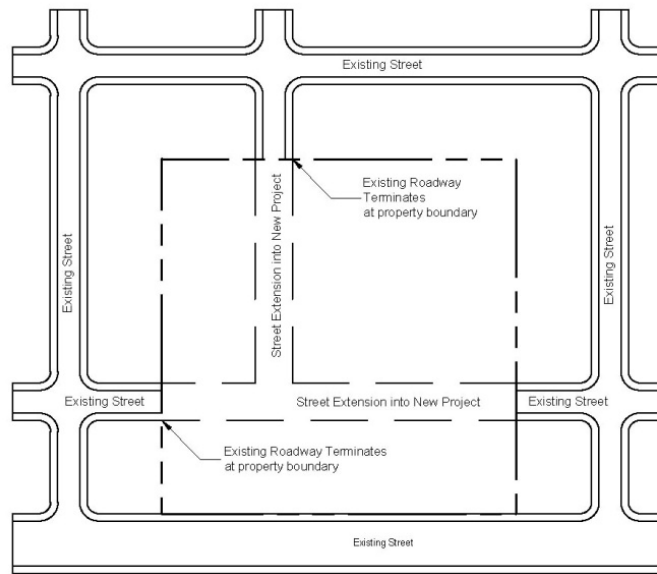 Existing Street
Existing Roadway
Terminates
at property boundary
Existing Street
Street Extension into New Project
Existing Street
Existing Street
Street Extension into New Project
Existing Street
Existing Roadway Terminates
at property boundary
Existing Street